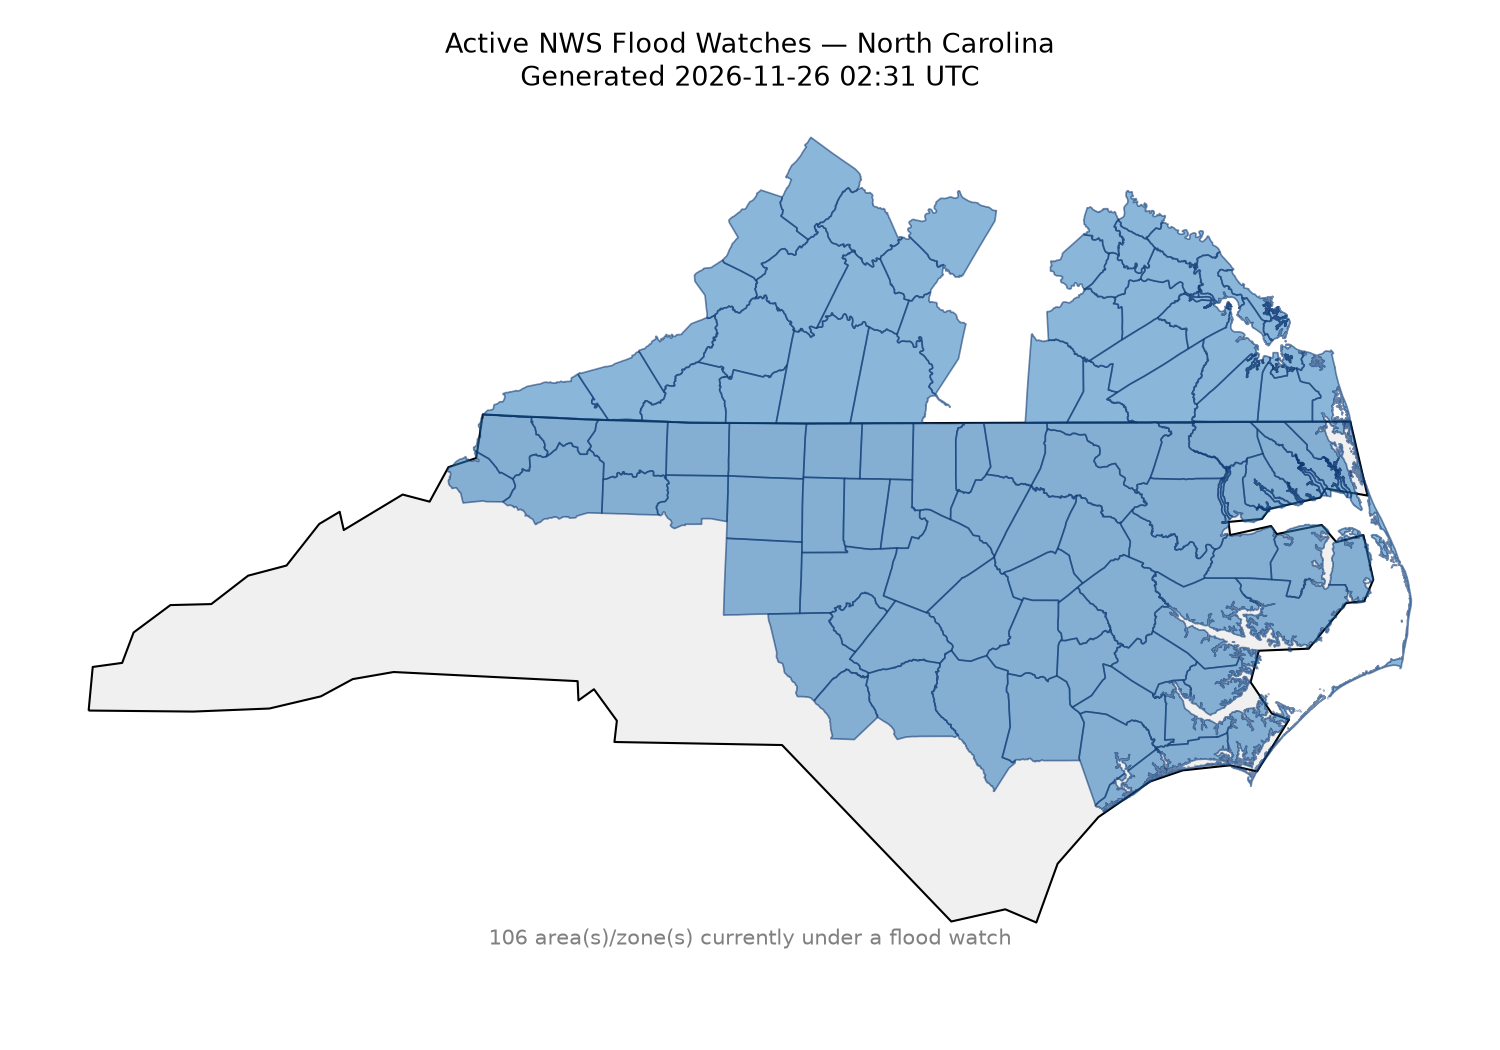 Active NWS Flood Watches — North Carolina
Generated 2026-11-26 02:31 UTC
106 area(s)/zone(s) currently under a flood watch